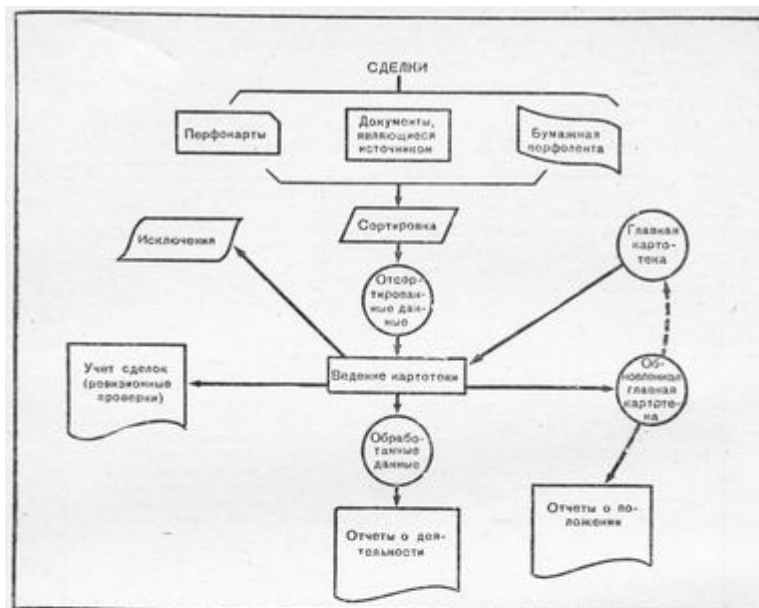 СДЕЛКИ
Перфокарты
Документы,
являющиеся
источником
Бумажная
перфолента
Сортировка
Исключения
Главная
карто-
тека
Отсор-
тирован-
ные дан-
ные
Учет сделок
(ревизионные
проверки)
Ведение картотеки
Об-
новленная
главная
картоте-
ка
Обрабо-
танные
данные
Отчеты о по-
ложении
Отчеты о дея-
тельности